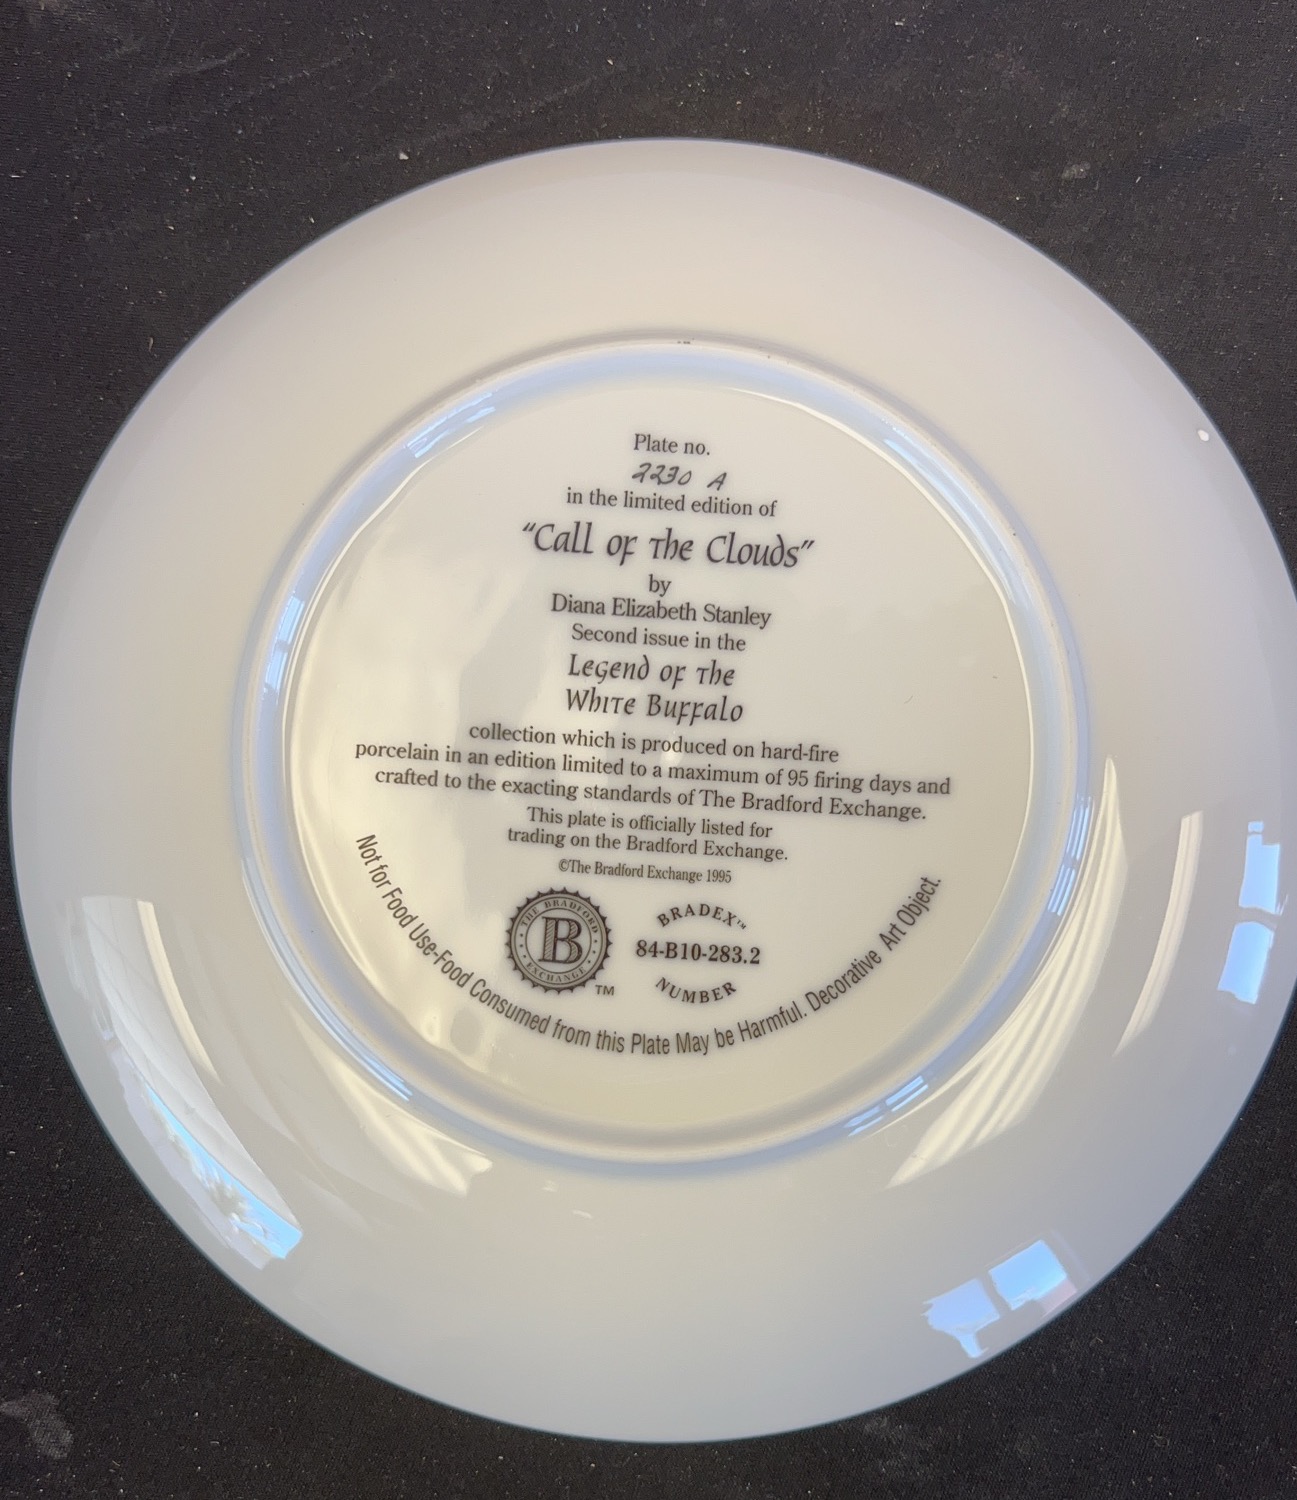 Plate no.
2230 A
in the limited edition of
"Call of the Clouds"
by
Diana Elizabeth Stanley
Second issue in the
Legend of the
White Buffalo
collection which is produced on hard-fire
porcelain in an edition limited to a maximum of 95 firing days and
crafted to the exacting standards of The Bradford Exchange.
This plate is officially listed for
trading on the Bradford Exchange.
©The Bradford Exchange 1995
THE BRADFORD
B
EXCHANGE
TM
BRADEX™
84-B10-283.2
NUMBER
Not for Food Use-Food Consumed from this Plate May be Harmful. Decorative Art Object.